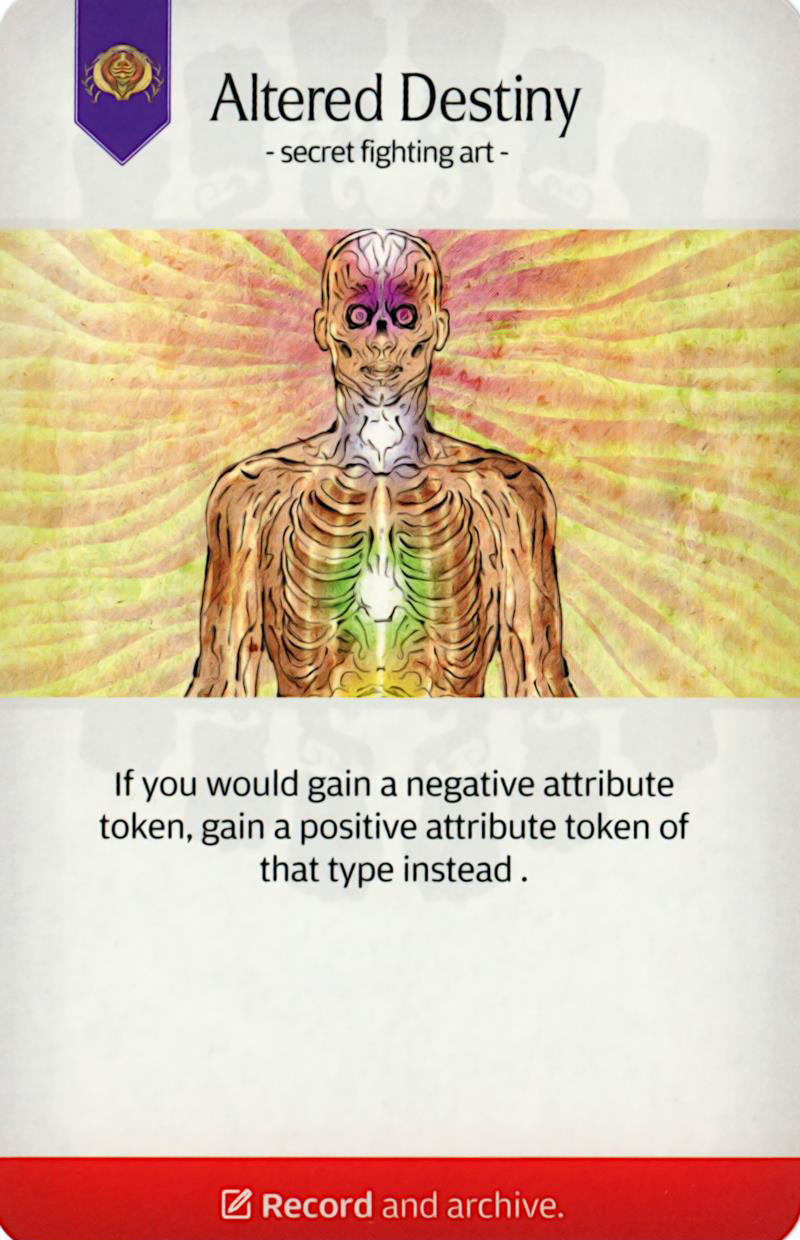 Altered Destiny
- secret fighting art -
If you would gain a negative attribute
token, gain a positive attribute token of
that type instead .
Record and archive.